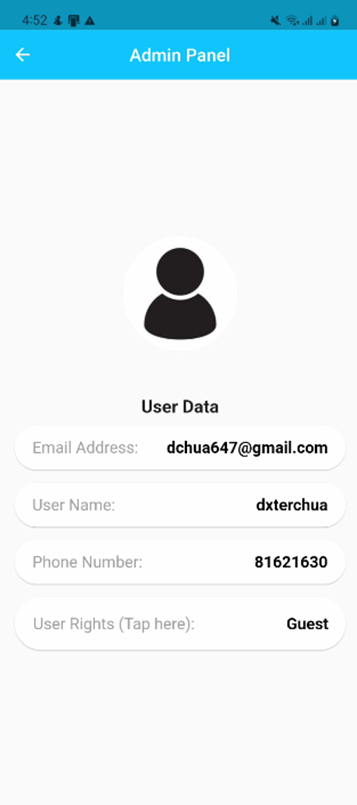 4:52
Admin Panel
User Data
Email Address: dchua647@gmail.com
User Name: dxterchua
Phone Number: 81621630
User Rights (Tap here): Guest